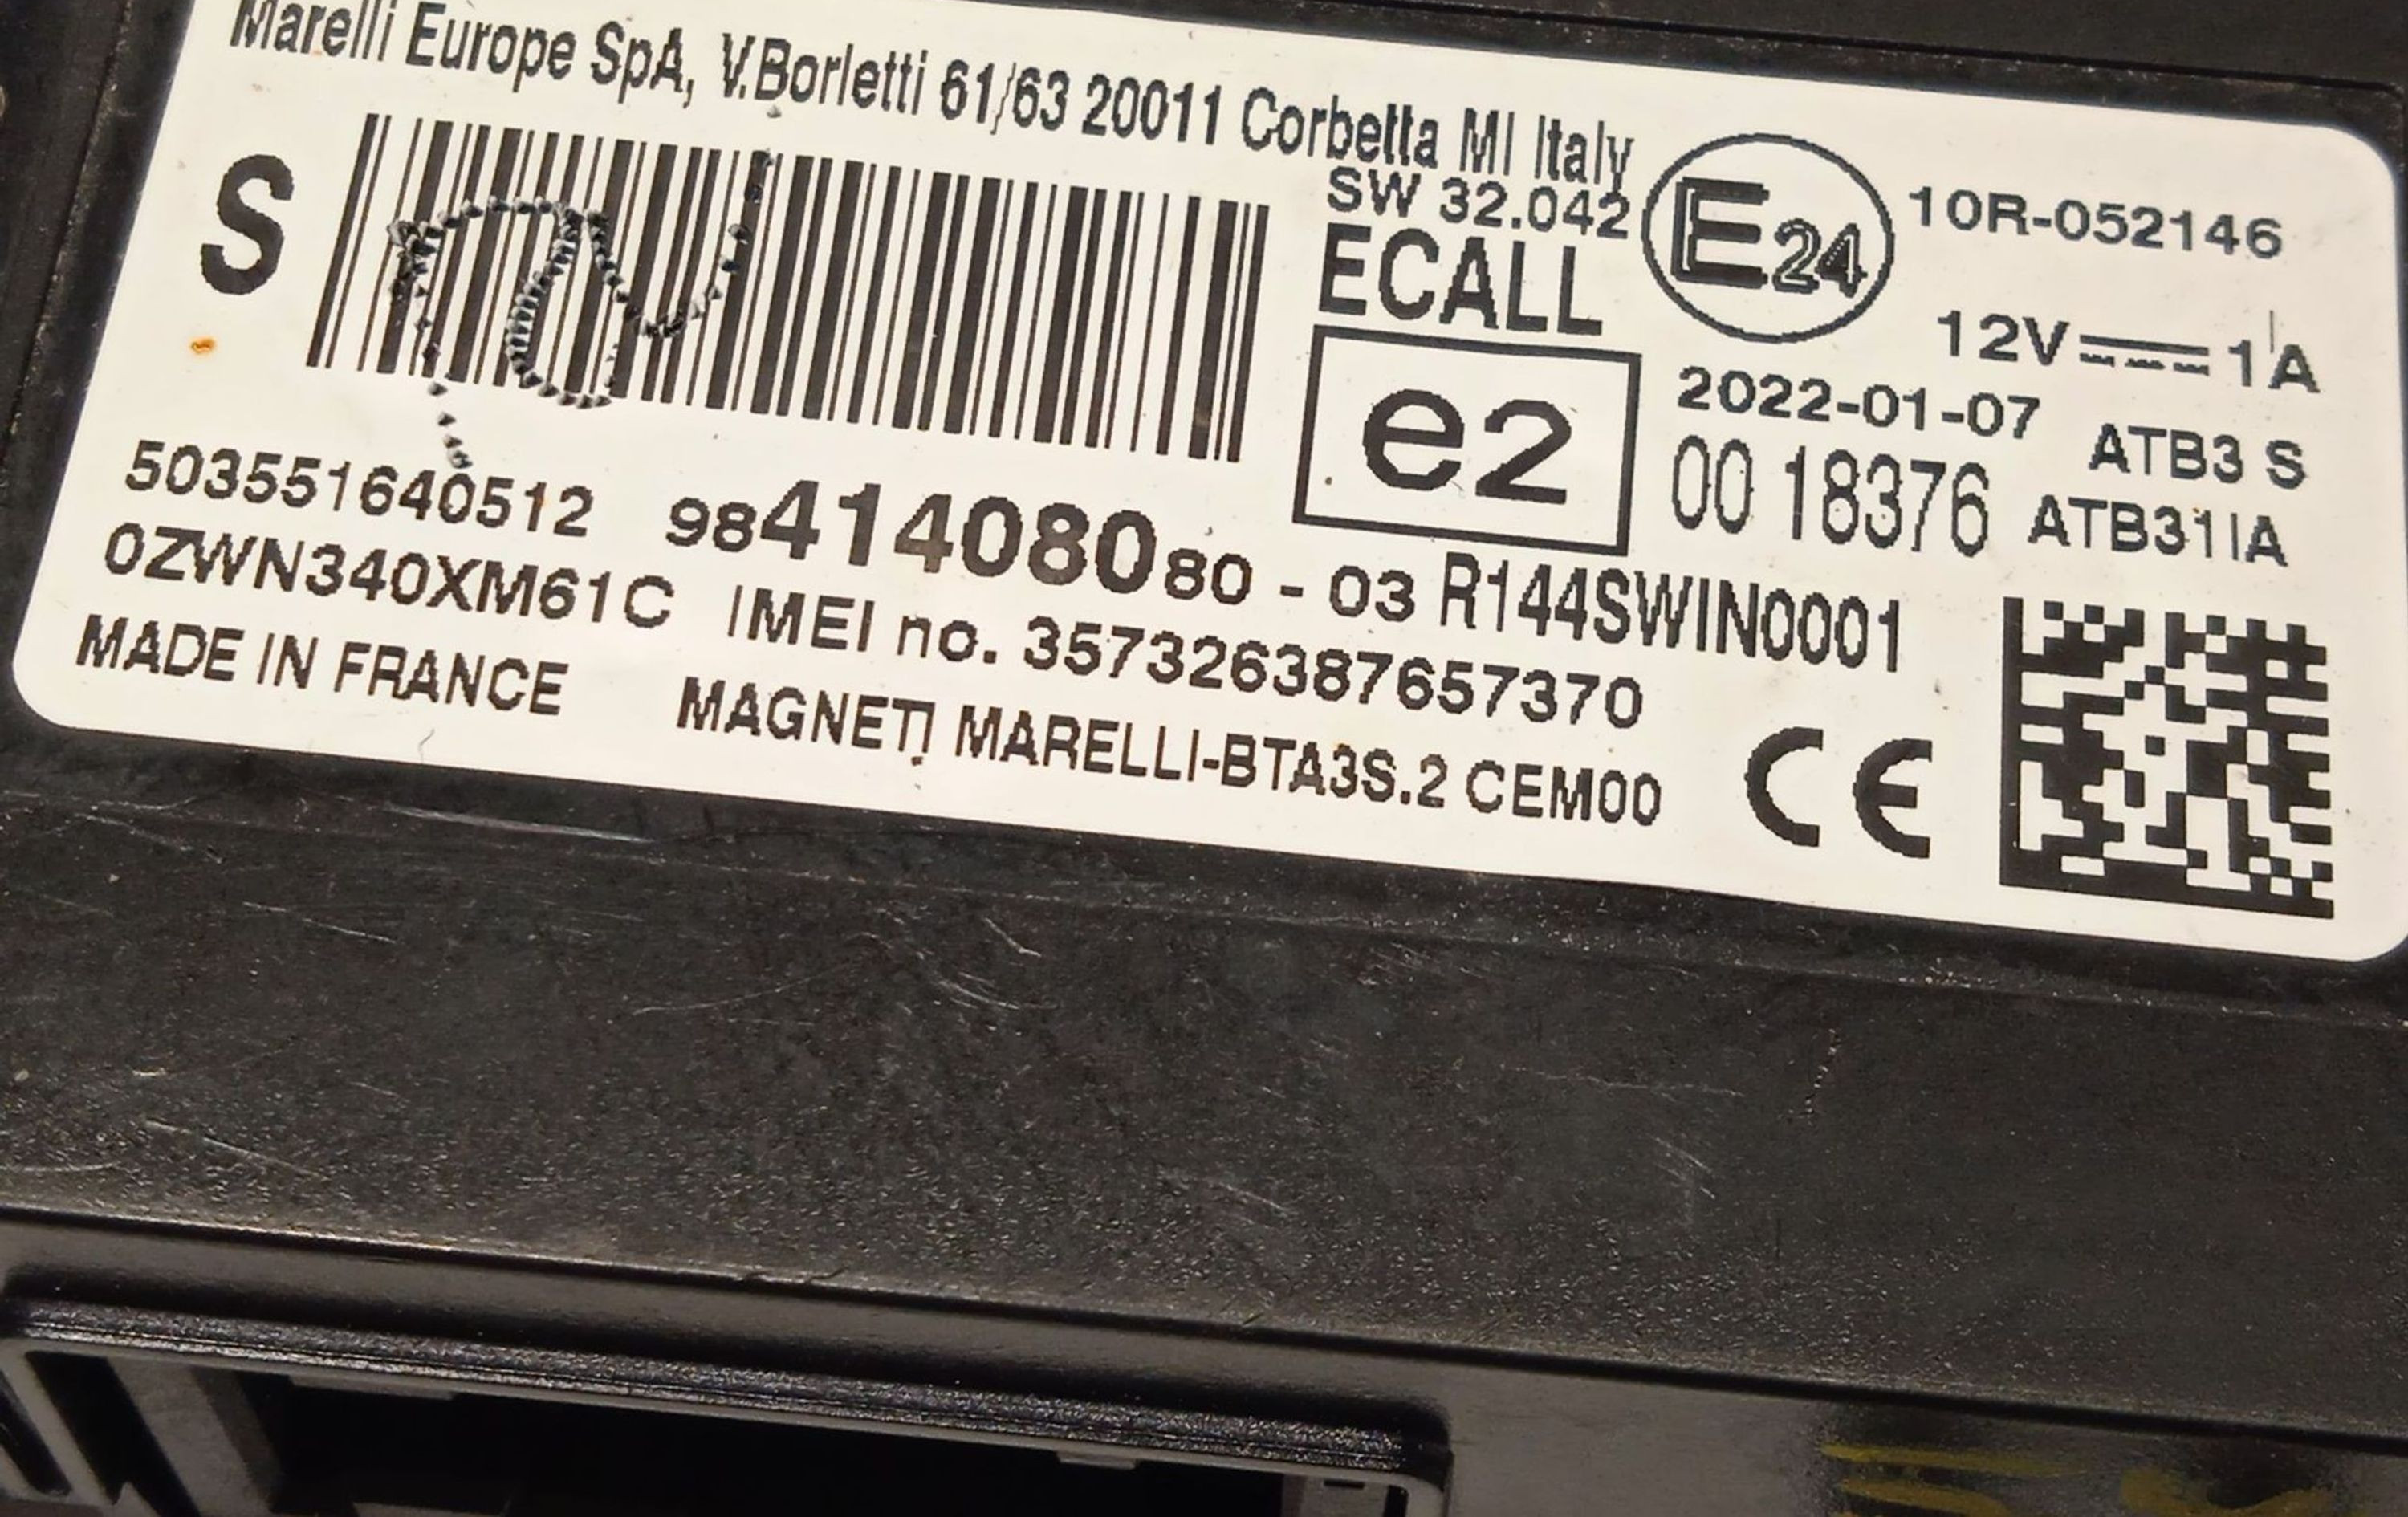 Marelli Europe SpA, V.Borletti 61/63 20011 Corbetta MI Italy
S
SW 32.042
ECALL
E24
10R-052146
12V 1A
e2
2022-01-07
ATB3 S
00 18376
ATB31IA
503551640512
9841408080 - 03
R144SWIN0001
0ZWN340XM61C
IMEI no. 357326387657370
MADE IN FRANCE
MAGNETI MARELLI-BTA3S.2 CEM00
CE